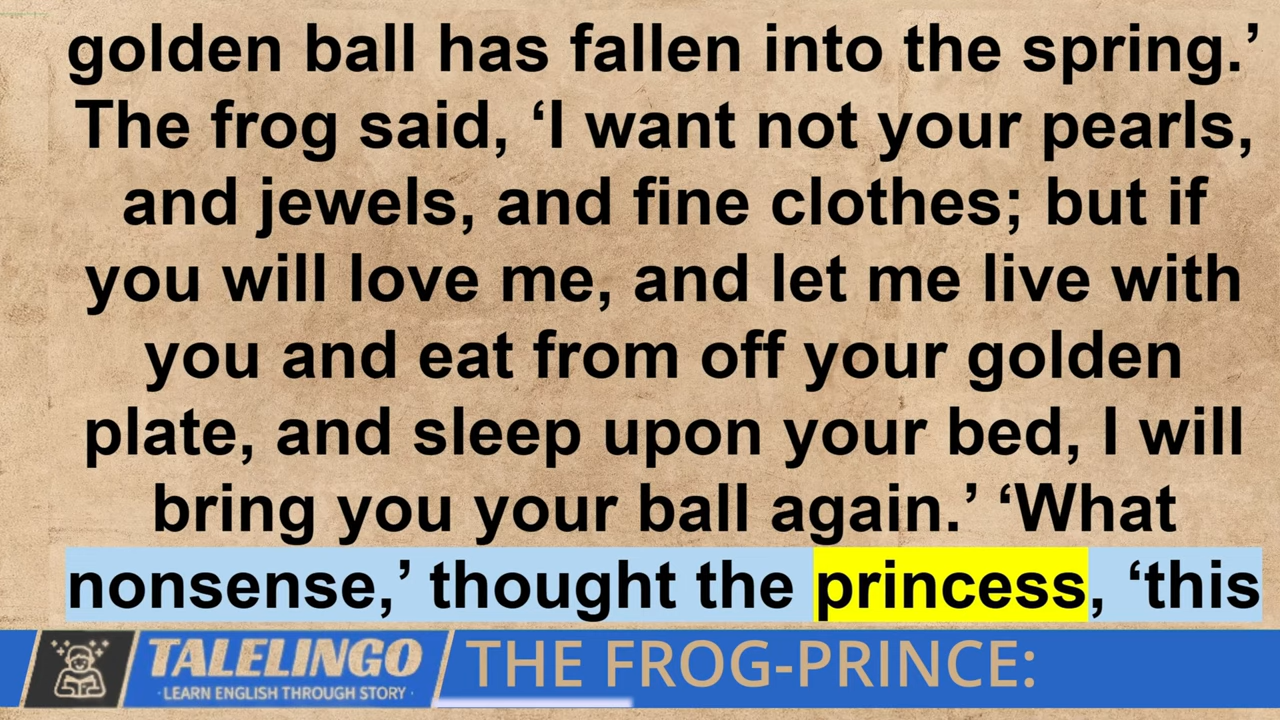 golden ball has fallen into the spring.’
The frog said, ‘I want not your pearls,
and jewels, and fine clothes; but if
you will love me, and let me live with
you and eat from off your golden
plate, and sleep upon your bed, I will
bring you your ball again.’ ‘What
nonsense,’ thought the princess, ‘this
TALELINGO
· LEARN ENGLISH THROUGH STORY ·
THE FROG-PRINCE: